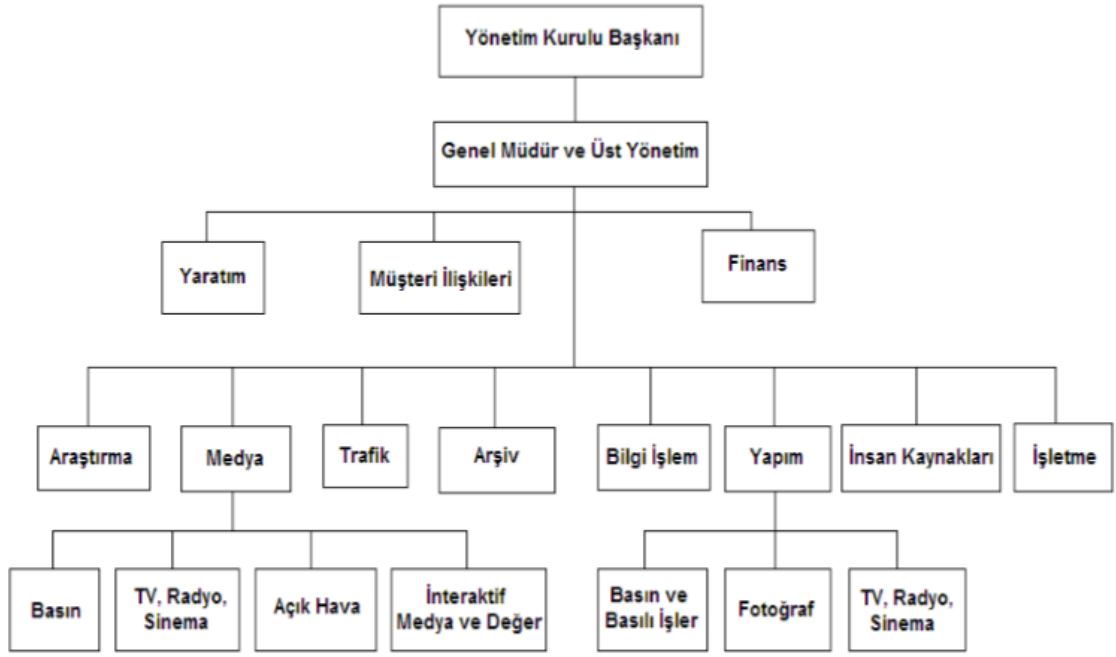 Yönetim Kurulu Başkanı
Genel Müdür ve Üst Yönetim
Yaratım
Müşteri İlişkileri
Finans
Araştırma
Medya
Trafik
Arşiv
Bilgi İşlem
Yapım
İnsan Kaynakları
İşletme
Basın
TV, Radyo,
Sinema
Açık Hava
İnteraktif
Medya ve Değer
Basın ve
Basılı İşler
Fotoğraf
TV, Radyo,
Sinema